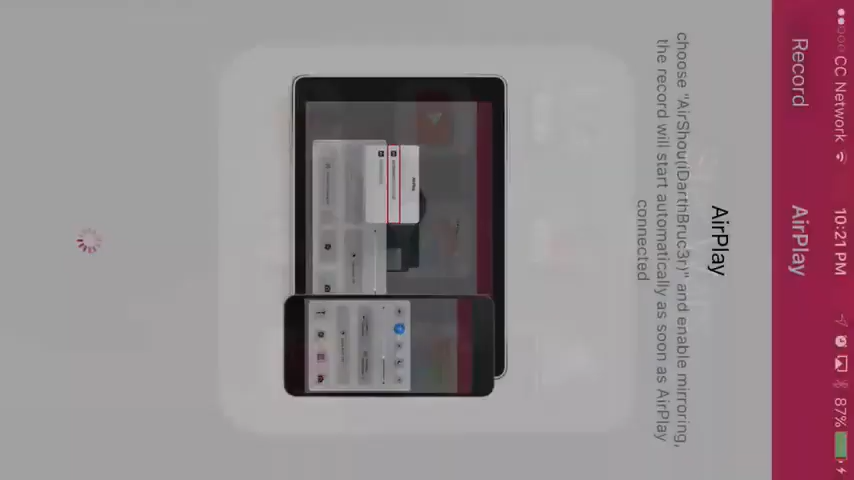 CC Network 10:21 PM 87%
Record AirPlay
AirPlay
choose "AirShou(iDarthBruc3r)" and enable mirroring,
the record will start automatically as soon as AirPlay
connected